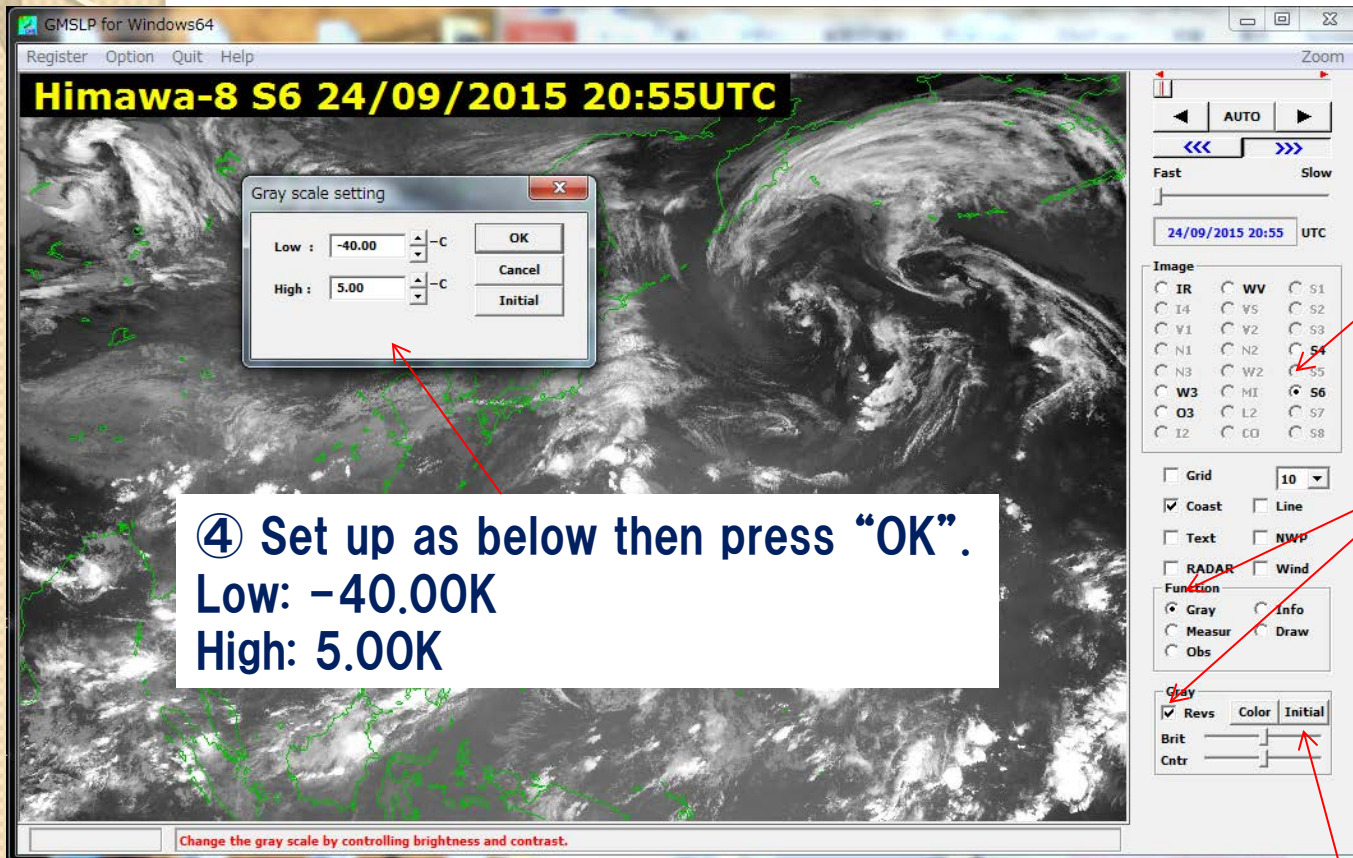 GMSLP for Windows64
Register Option Quit Help Zoom
Himawa-8 S6 24/09/2015 20:55UTC
Gray scale setting
Low : -40.00 -C
High : 5.00 -C
OK
Cancel
Initial
④ Set up as below then press “OK”.
Low: -40.00K
High: 5.00K
AUTO
<<< >>>
Fast Slow
24/09/2015 20:55 UTC
Image
IR WV S1
I4 VS S2
V1 V2 S3
N1 N2 S4
N3 W2 S5
W3 MI S6
O3 L2 S7
I2 CO S8
Grid 10
Coast Line
Text NWP
RADAR Wind
Function
Gray Info
Measur Draw
Obs
Gray
Revs Color Initial
Brit
Cntr
Change the gray scale by controlling brightness and contrast.